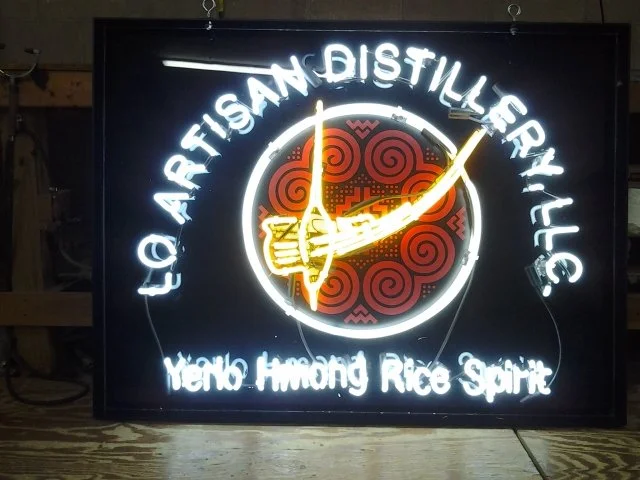 LO ARTISAN DISTILLERY, LLC.
Yerlo Hmong Rice Spirit